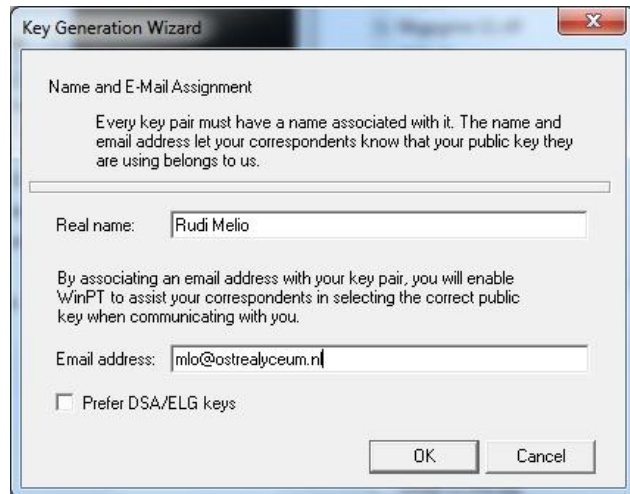 Key Generation Wizard
Name and E-Mail Assignment
Every key pair must have a name associated with it. The name and
email address let your correspondents know that your public key they
are using belongs to us.
Real name: Rudi Melio
By associating an email address with your key pair, you will enable
WinPT to assist your correspondents in selecting the correct public
key when communicating with you.
Email address: mlo@ostrealyceum.nl
Prefer DSA/ELG keys
OK Cancel